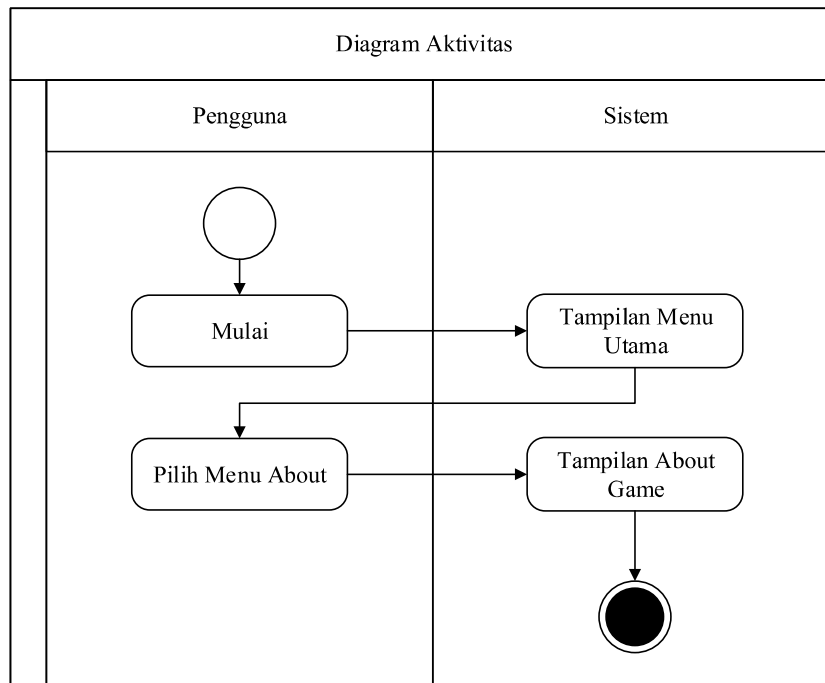 Diagram Aktivitas
Pengguna
Sistem
Mulai
Tampilan Menu
Utama
Pilih Menu About
Tampilan About
Game